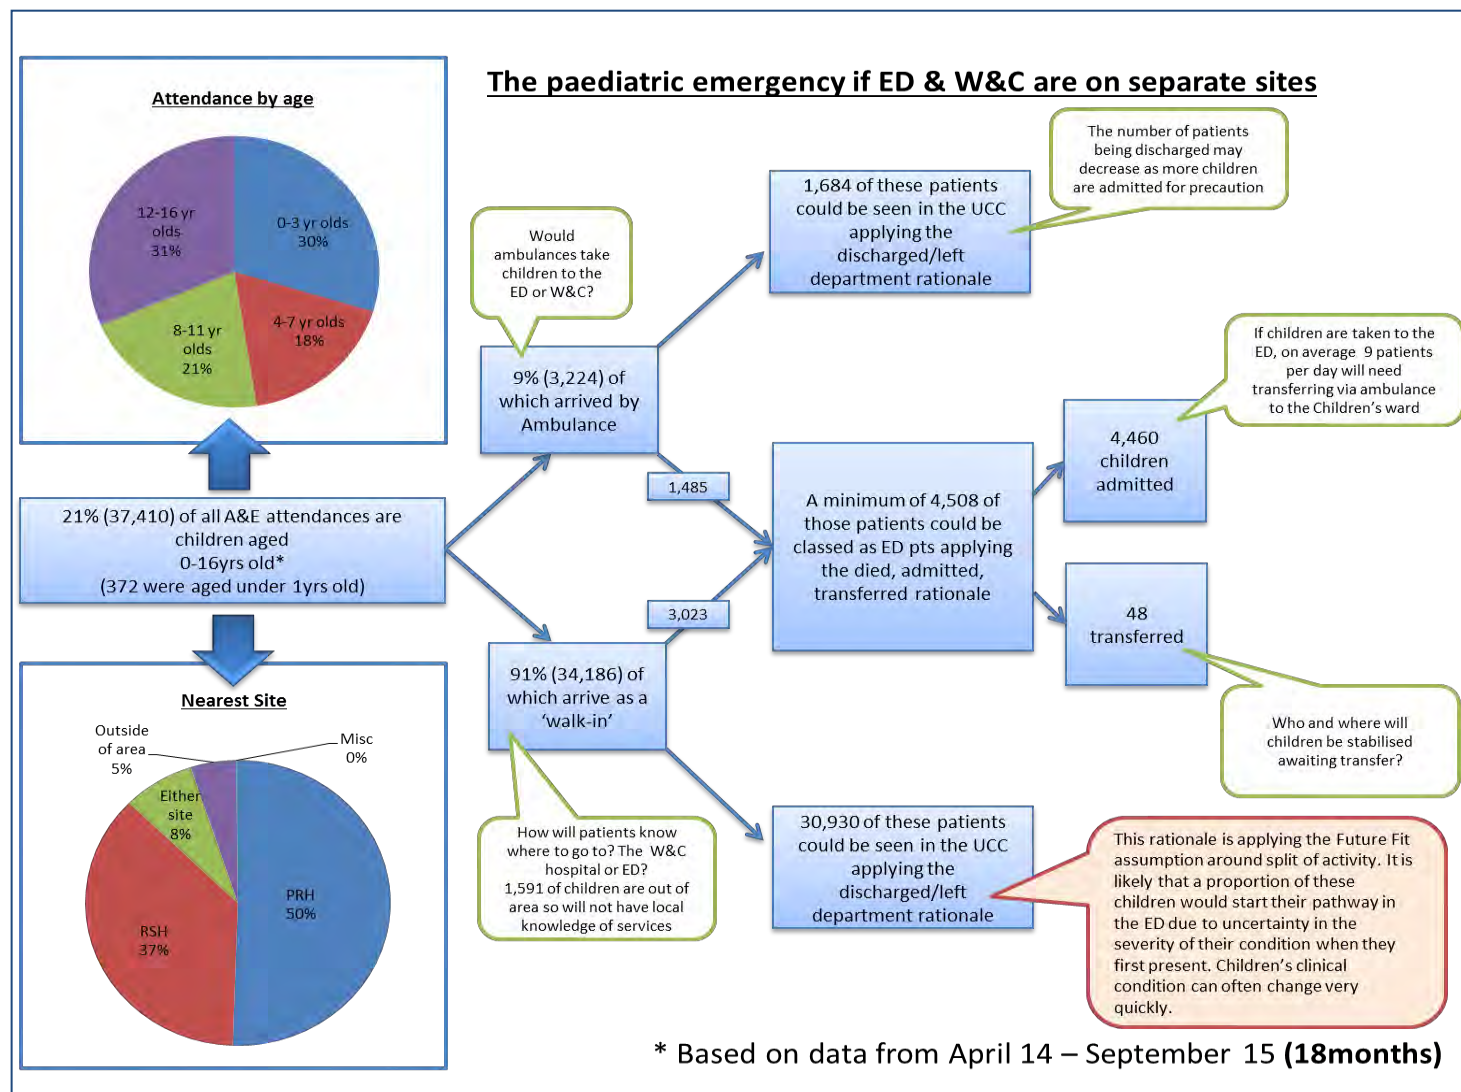 The paediatric emergency if ED & W&C are on separate sites
Attendance by age
12-16 yr
olds
31%
0-3 yr olds
30%
8-11 yr
olds
21%
4-7 yr olds
18%
21% (37,410) of all A&E attendances are
children aged
0-16yrs old*
(372 were aged under 1yrs old)
Nearest Site
Outside
of area
5%
Misc
0%
Either
site
8%
PRH
50%
RSH
37%
Would
ambulances take
children to the
ED or W&C?
9% (3,224) of
which arrived by
Ambulance
1,485
3,023
91% (34,186) of
which arrive as a
‘walk-in’
How will patients know
where to go to? The W&C
hospital or ED?
1,591 of children are out of
area so will not have local
knowledge of services
1,684 of these patients
could be seen in the UCC
applying the
discharged/left
department rationale
The number of patients
being discharged may
decrease as more children
are admitted for precaution
A minimum of 4,508 of
those patients could be
classed as ED pts applying
the died, admitted,
transferred rationale
If children are taken to the
ED, on average 9 patients
per day will need
transferring via ambulance
to the Children’s ward
4,460
children
admitted
48
transferred
Who and where will
children be stabilised
awaiting transfer?
30,930 of these patients
could be seen in the UCC
applying the
discharged/left
department rationale
This rationale is applying the Future Fit
assumption around split of activity. It is
likely that a proportion of these
children would start their pathway in
the ED due to uncertainty in the
severity of their condition when they
first present. Children’s clinical
condition can often change very
quickly.
* Based on data from April 14 – September 15 (18months)